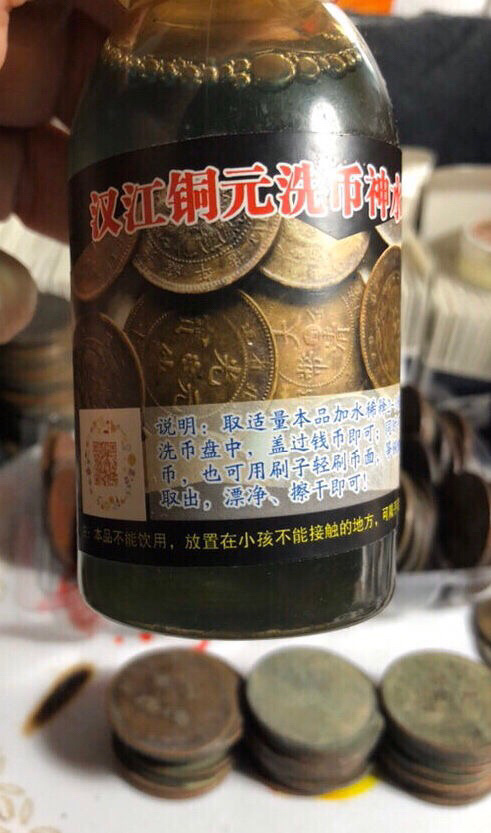 汉江铜元洗币神水
说明：取适量本品加水稀释
洗币盘中，盖过钱币即可；
币，也可用刷子轻刷币面，
取出，漂净、擦干即可！
注：本品不能饮用，放置在小孩不能接触的地方，可